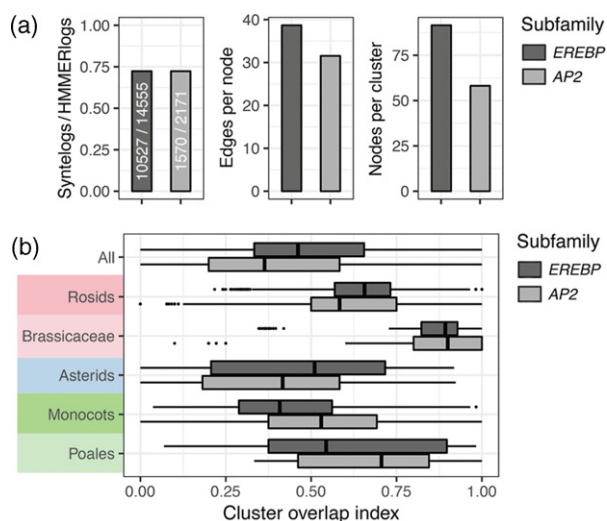 (a)
Syntelogs/HMMERlogs
1.00
0.75
0.50
0.25
0.00
10527 / 14555
1570 / 2171
Edges per node
40
30
20
10
0
Nodes per cluster
75
50
25
0
Subfamily
EREBP
AP2
(b)
All
Rosids
Brassicaceae
Asterids
Monocots
Poales
0.00 0.25 0.50 0.75 1.00
Cluster overlap index
Subfamily
EREBP
AP2